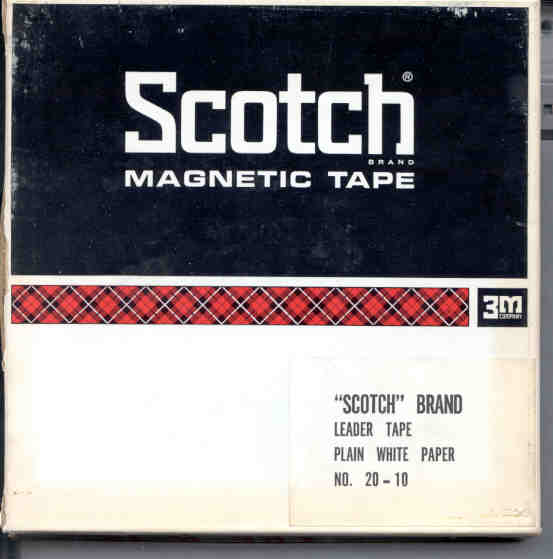 Scotch®
BRAND
MAGNETIC TAPE
3M
COMPANY
"SCOTCH" BRAND
LEADER TAPE
PLAIN WHITE PAPER
NO. 20-10